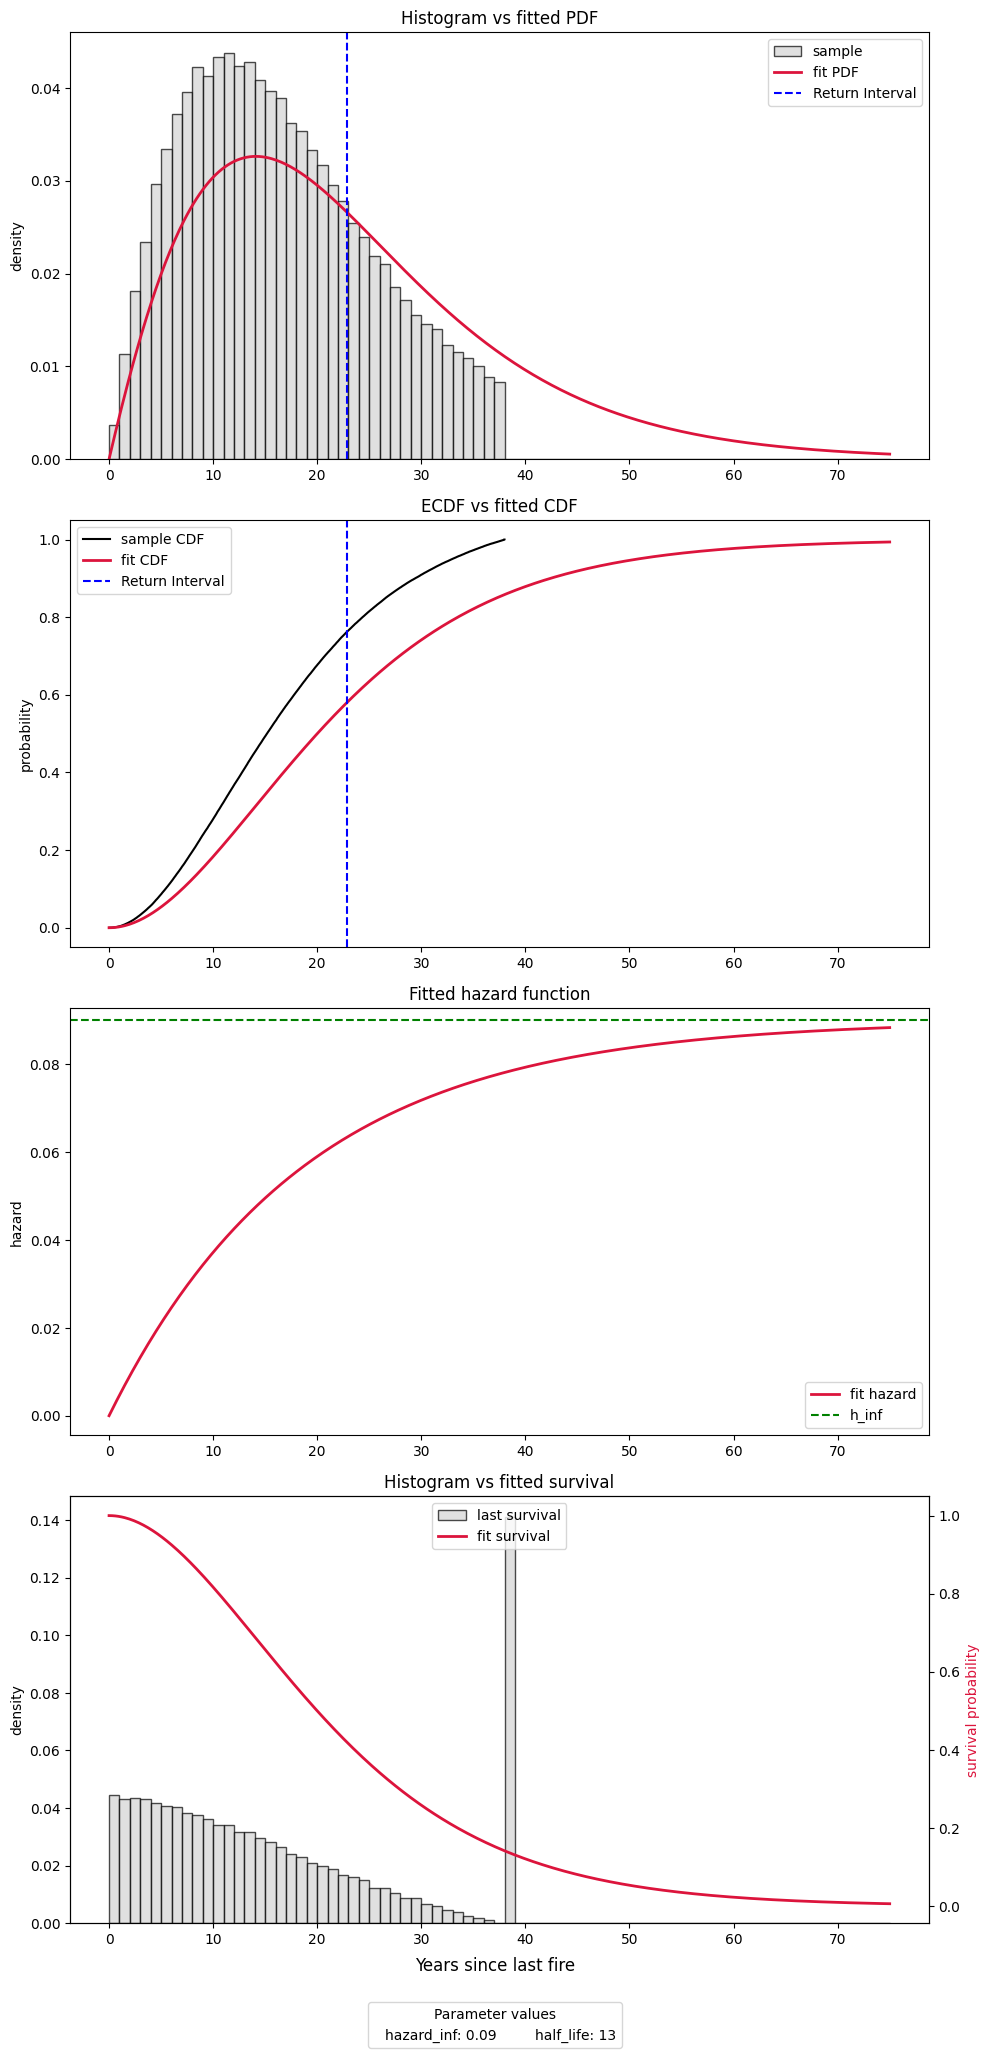 Histogram vs fitted PDF
sample
fit PDF
Return Interval
density
0.04
0.03
0.02
0.01
0.00
0 10 20 30 40 50 60 70
ECDF vs fitted CDF
sample CDF
fit CDF
Return Interval
probability
1.0
0.8
0.6
0.4
0.2
0.0
0 10 20 30 40 50 60 70
Fitted hazard function
hazard
0.08
0.06
0.04
0.02
0.00
fit hazard
h_inf
0 10 20 30 40 50 60 70
Histogram vs fitted survival
last survival
fit survival
density
0.14
0.12
0.10
0.08
0.06
0.04
0.02
0.00
1.0
0.8
0.6
0.4
0.2
0.0
survival probability
0 10 20 30 40 50 60 70
Years since last fire
Parameter values
hazard_inf: 0.09 half_life: 13